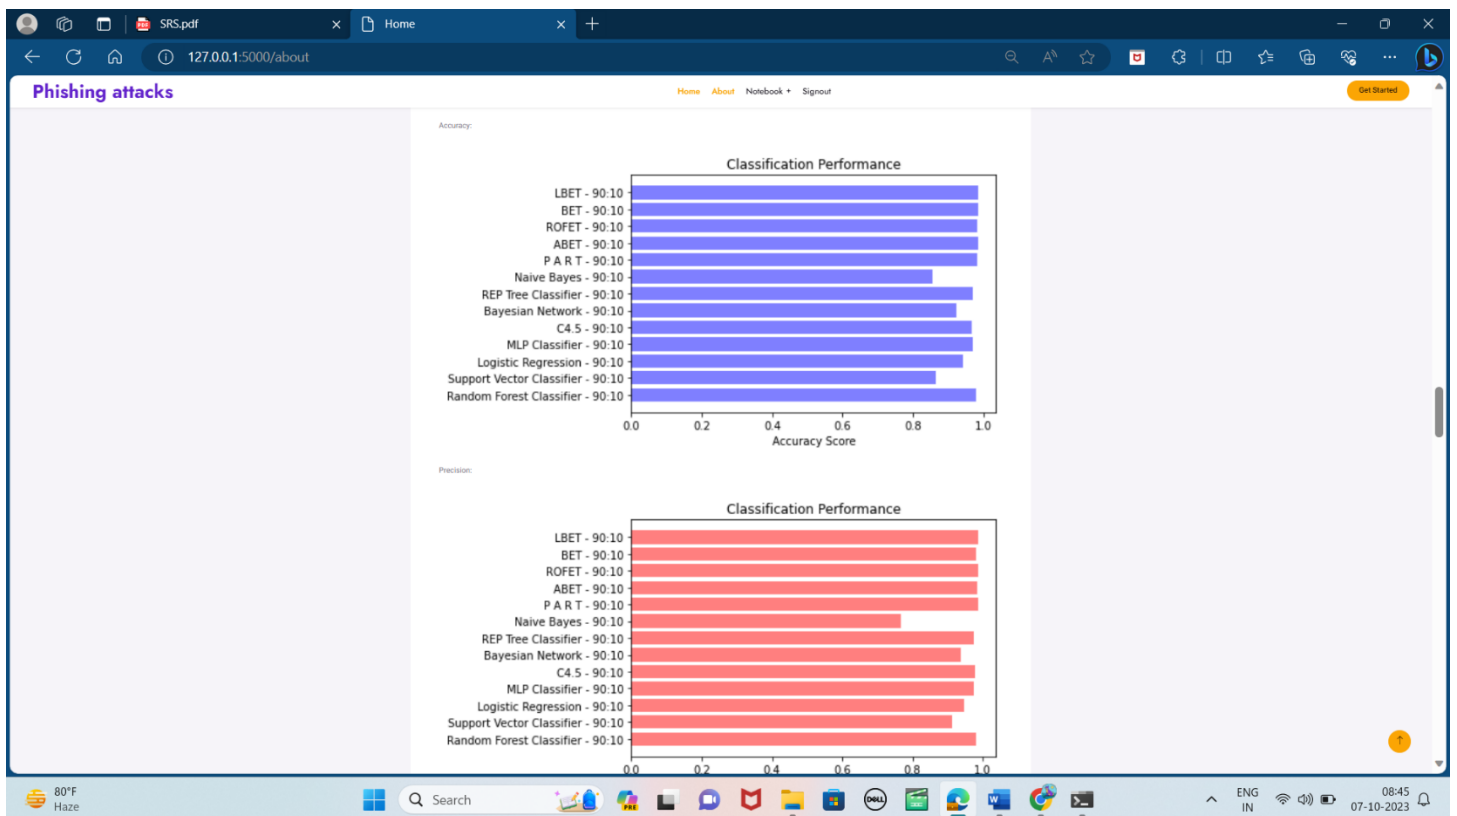 SRS.pdf
Home
127.0.0.1:5000/about
Phishing attacks
Home About Notebook + Signout
Get Started
Accuracy:
Classification Performance
LBET - 90:10
BET - 90:10
ROFET - 90:10
ABET - 90:10
P A R T - 90:10
Naive Bayes - 90:10
REP Tree Classifier - 90:10
Bayesian Network - 90:10
C4.5 - 90:10
MLP Classifier - 90:10
Logistic Regression - 90:10
Support Vector Classifier - 90:10
Random Forest Classifier - 90:10
0.0 0.2 0.4 0.6 0.8 1.0
Accuracy Score
Precision:
Classification Performance
LBET - 90:10
BET - 90:10
ROFET - 90:10
ABET - 90:10
P A R T - 90:10
Naive Bayes - 90:10
REP Tree Classifier - 90:10
Bayesian Network - 90:10
C4.5 - 90:10
MLP Classifier - 90:10
Logistic Regression - 90:10
Support Vector Classifier - 90:10
Random Forest Classifier - 90:10
0.0 0.2 0.4 0.6 0.8 1.0
80°F
Haze
Search
PRE
DELL
ENG
IN
08:45
07-10-2023